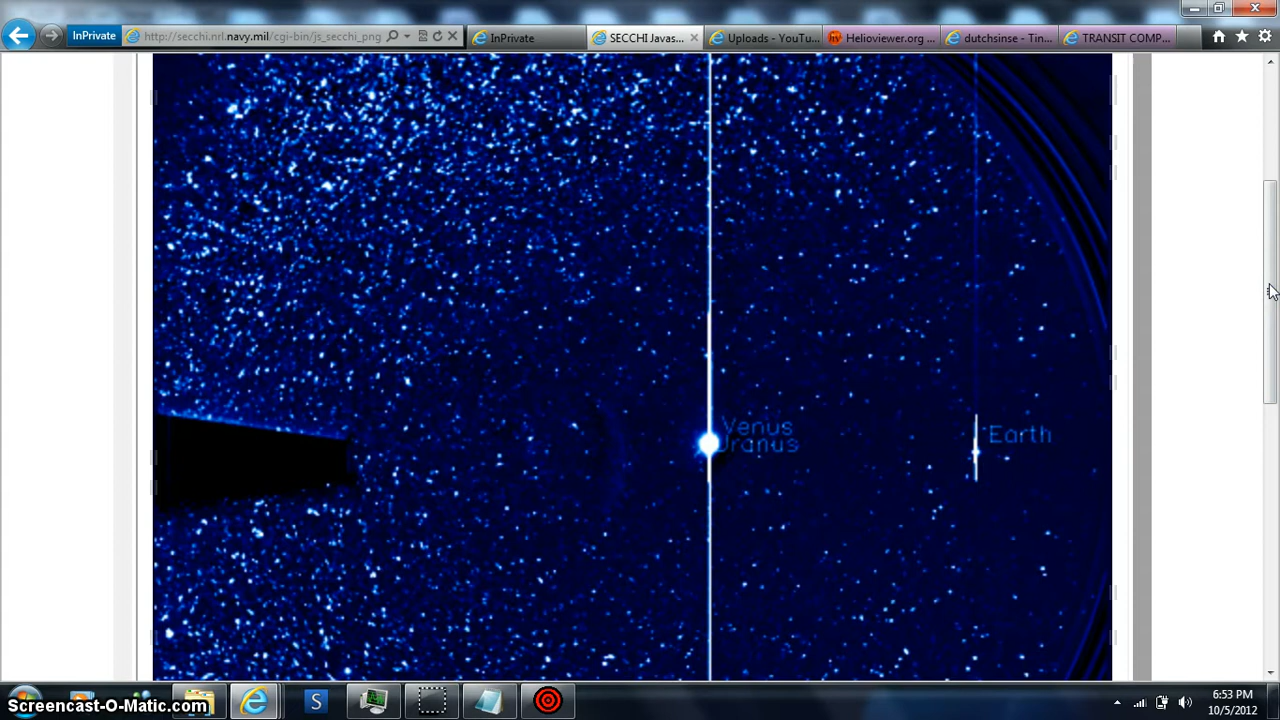 InPrivate
http://secchi.nrl.navy.mil/cgi-bin/js_secchi_png
InPrivate
SECCHI Javas...
Uploads - YouTu...
Helioviewer.org ...
dutchsinse - Tin...
TRANSIT COMP...
Venus
Uranus
Earth
S
Screencast-O-Matic.com
6:53 PM
10/5/2012